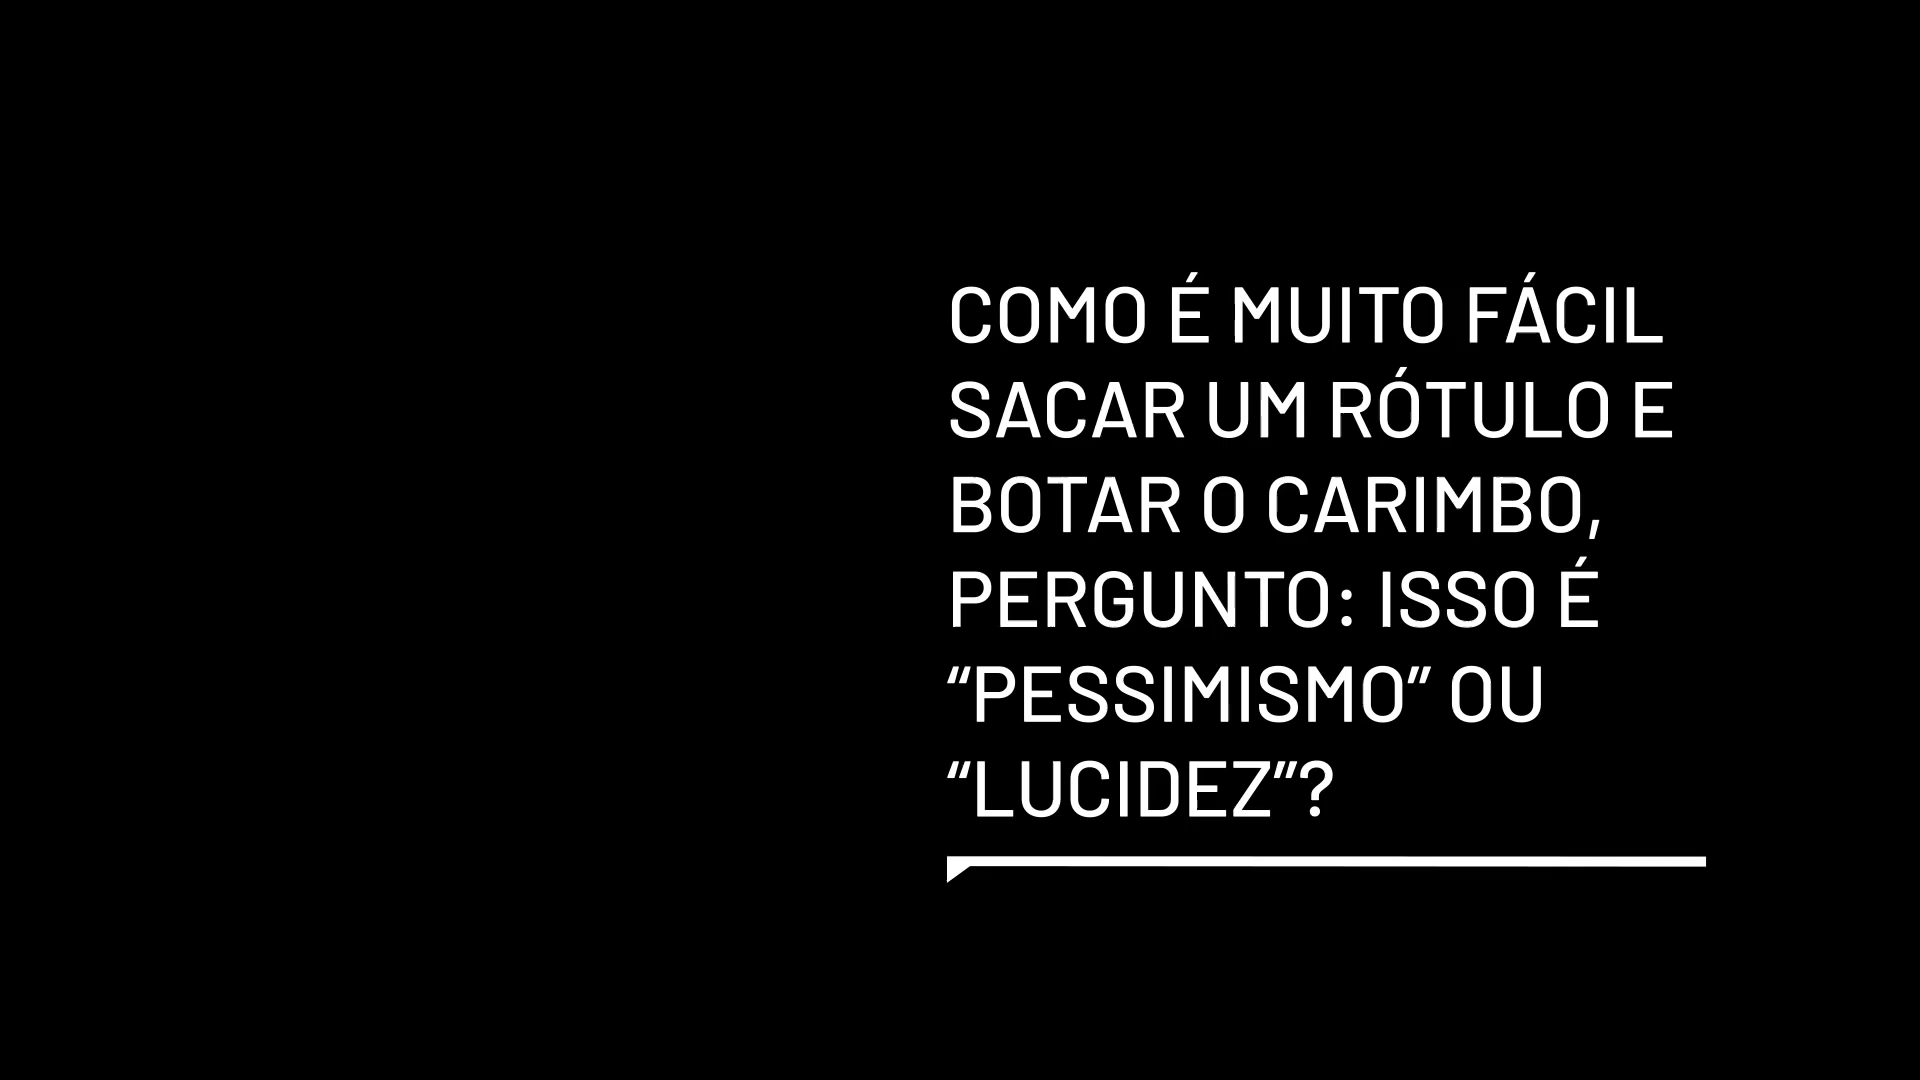 COMO É MUITO FÁCIL
SACAR UM RÓTULO E
BOTAR O CARIMBO,
PERGUNTO: ISSO É
“PESSIMISMO” OU
“LUCIDEZ”?